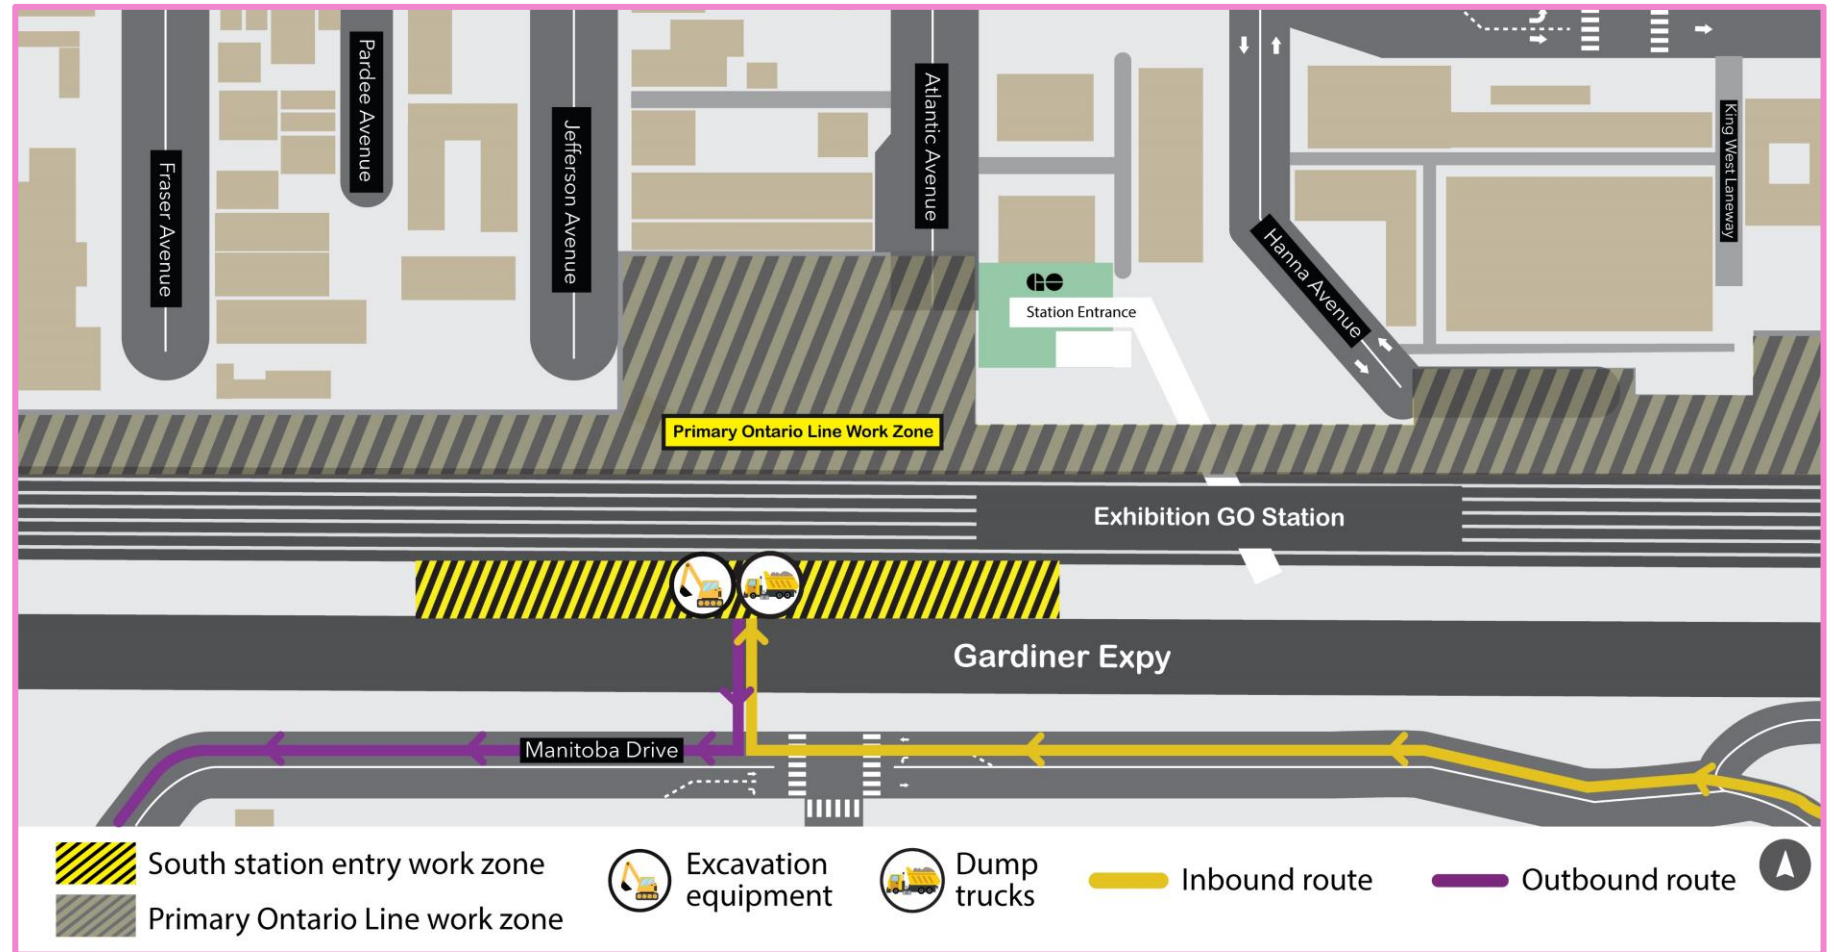 Fraser Avenue
Pardee Avenue
Jefferson Avenue
Atlantic Avenue
Hanna Avenue
King West Laneway
GO
Station Entrance
Primary Ontario Line Work Zone
Exhibition GO Station
Gardiner Expy
Manitoba Drive
South station entry work zone
Primary Ontario Line work zone
Excavation
equipment
Dump
trucks
Inbound route
Outbound route